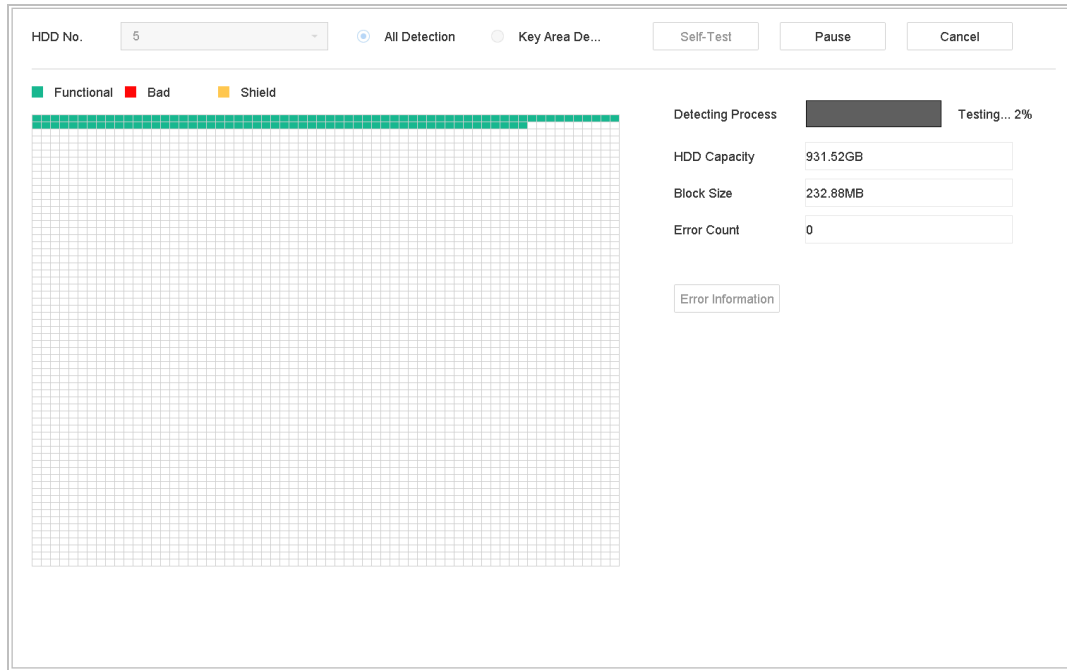 HDD No. 5 All Detection Key Area De... Self-Test Pause Cancel
Functional Bad Shield
Detecting Process Testing... 2%
HDD Capacity 931.52GB
Block Size 232.88MB
Error Count 0
Error Information